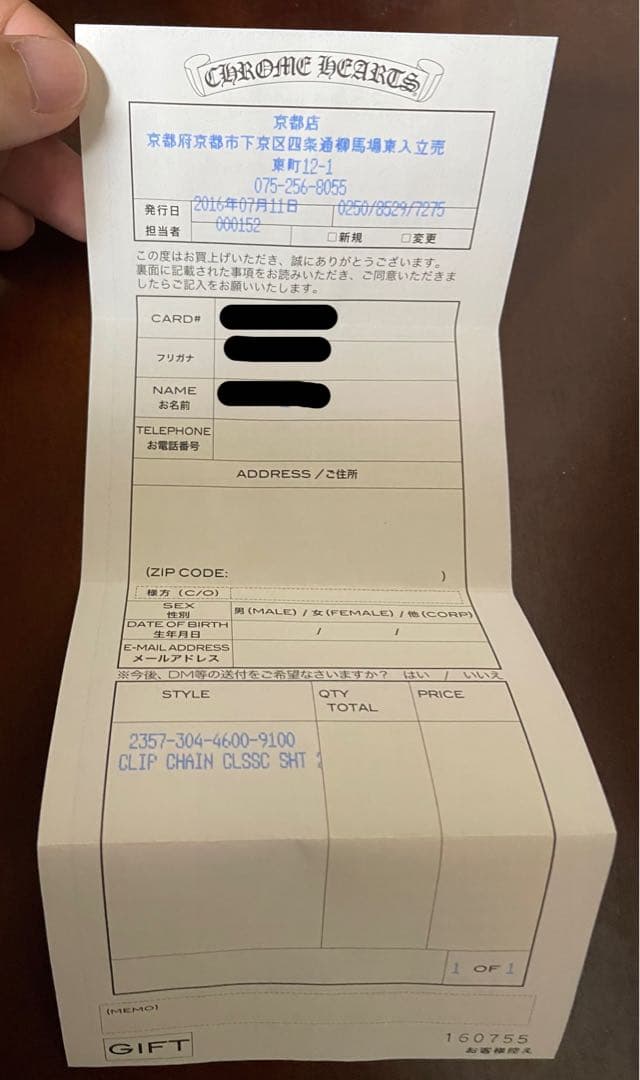 CHROME HEARTS
京都店
京都府京都市下京区四条通柳馬場東入立売
東町12-1
075-256-8055
発行日 2016年07月11日 0250/8529/7275
担当者 000152 □新規 □変更
この度はお買上げいただき、誠にありがとうございます。
裏面に記載された事項をお読みいただき、ご同意いただきま
したらご記入をお願いいたします。
CARD#
フリガナ
NAME
お名前
TELEPHONE
お電話番号
ADDRESS／ご住所
(ZIP CODE: )
様方 (C/O)
SEX
性別 男(MALE) / 女(FEMALE) / 他(CORP)
DATE OF BIRTH
生年月日 / /
E-MAIL ADDRESS
メールアドレス
※今後、DM等の送付をご希望なさいますか? はい / いいえ
STYLE QTY PRICE
TOTAL
2357-304-4600-9100
CLIP CHAIN CLSSC SHT
1 OF 1
(MEMO)
GIFT 160755
お客様控え